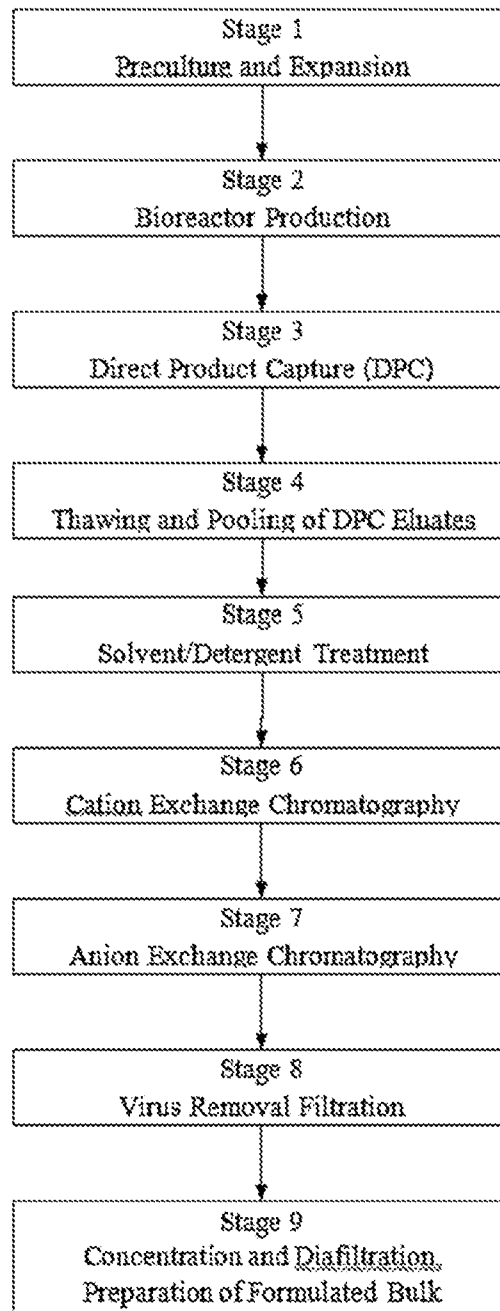 Stage 1
Preculture and Expansion
Stage 2
Bioreactor Production
Stage 3
Direct Product Capture (DPC)
Stage 4
Thawing and Pooling of DPC Eluates
Stage 5
Solvent/Detergent Treatment
Stage 6
Cation Exchange Chromatography
Stage 7
Anion Exchange Chromatography
Stage 8
Virus Removal Filtration
Stage 9
Concentration and Diafiltration,
Preparation of Formulated Bulk